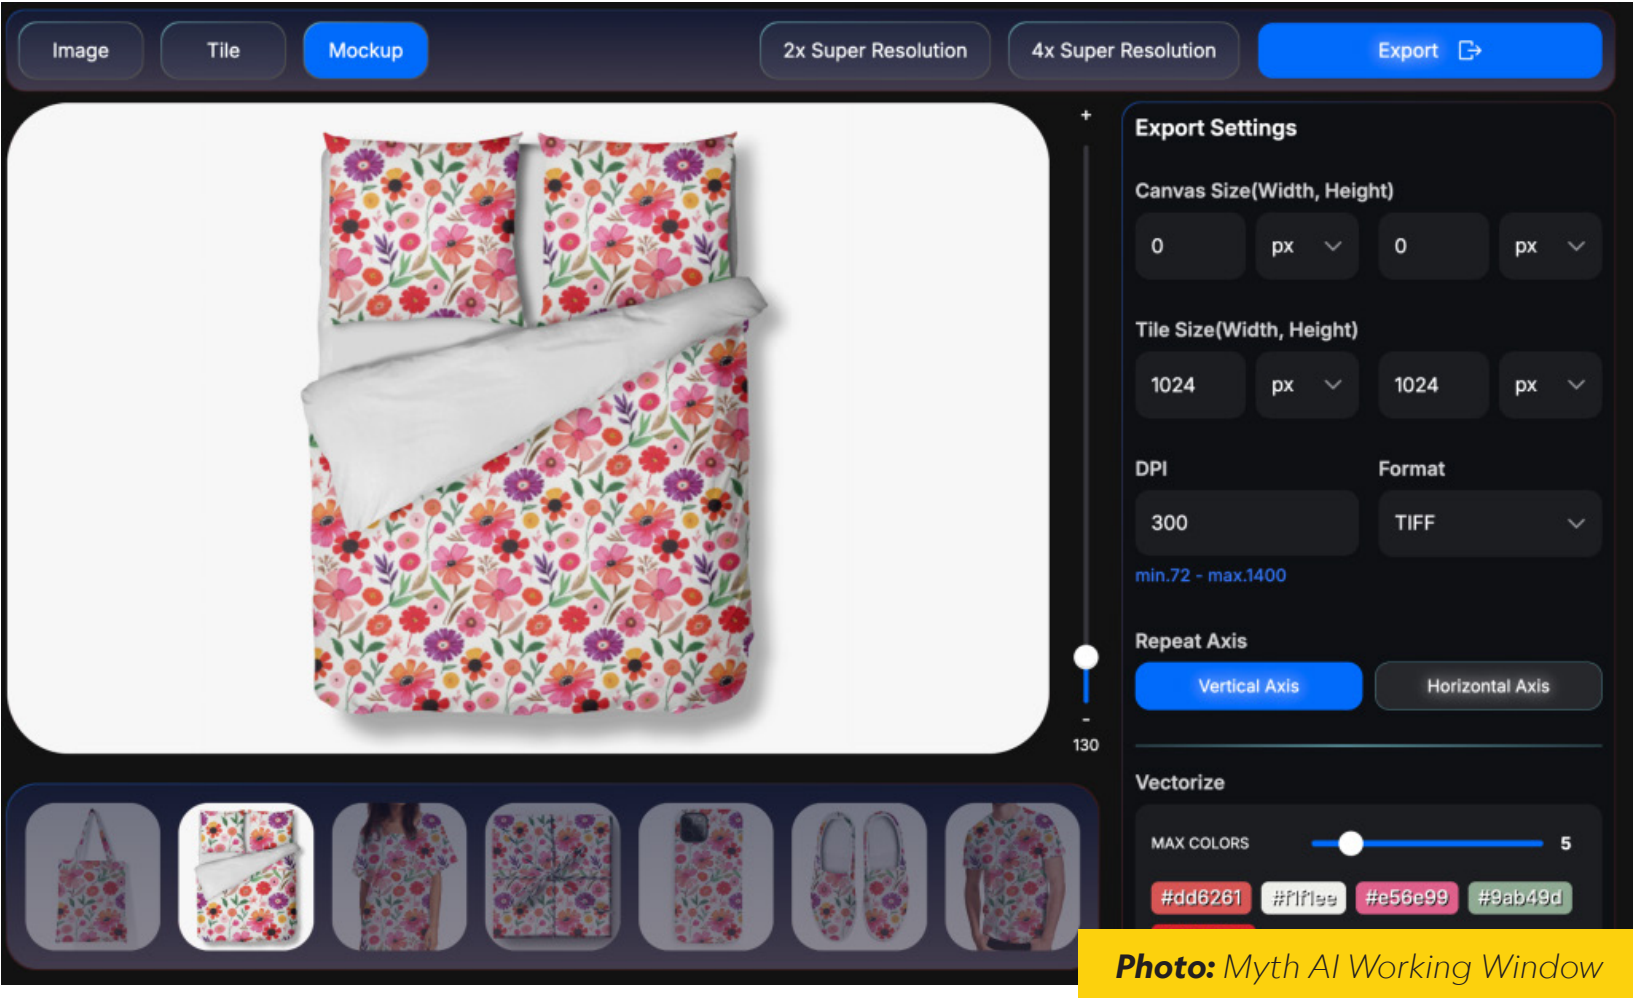 Image Tile Mockup 2x Super Resolution 4x Super Resolution Export
+
Export Settings
Canvas Size(Width, Height)
0 px 0 px
Tile Size(Width, Height)
1024 px 1024 px
DPI Format
300 TIFF
min.72 - max.1400
Repeat Axis
Vertical Axis Horizontal Axis
-
130
Vectorize
MAX COLORS 5
#dd6261 #f1f1ee #e56e99 #9ab49d
Photo: Myth AI Working Window